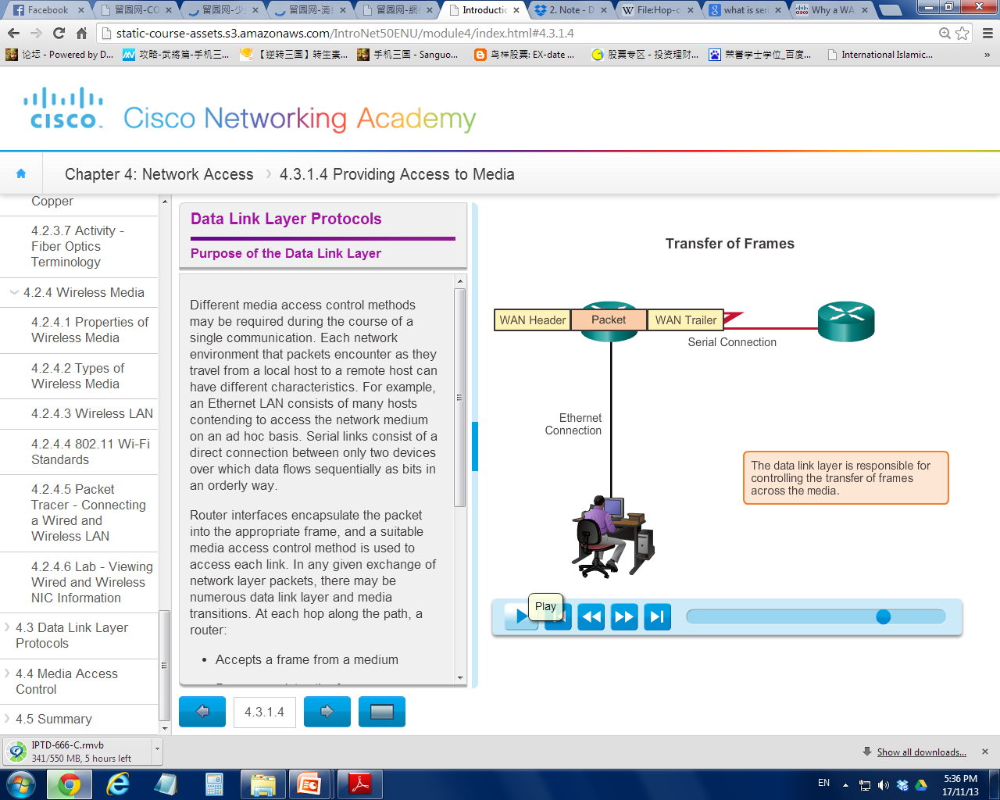 Facebook
留园网-CO
留园网-少女
留园网-清纯
留园网-網友
Introductio
2. Note - D
File:Hop-c
what is seri
Why a WA
static-course-assets.s3.amazonaws.com/IntroNet50ENU/module4/index.html#4.3.1.4
论坛 - Powered by D...
攻略-武將篇-手机三...
【逆转三国】转生素...
手机三国 - Sanguo...
鸟样股票: EX-date ...
股票专区 - 投资理财...
荣誉学士学位_百度...
International Islamic...
»
CISCO.
Cisco Networking Academy
Chapter 4: Network Access
4.3.1.4 Providing Access to Media
Copper
4.2.3.7 Activity -
Fiber Optics
Terminology
4.2.4 Wireless Media
4.2.4.1 Properties of
Wireless Media
4.2.4.2 Types of
Wireless Media
4.2.4.3 Wireless LAN
4.2.4.4 802.11 Wi-Fi
Standards
4.2.4.5 Packet
Tracer - Connecting
a Wired and
Wireless LAN
4.2.4.6 Lab - Viewing
Wired and Wireless
NIC Information
4.3 Data Link Layer
Protocols
4.4 Media Access
Control
4.5 Summary
Data Link Layer Protocols
Purpose of the Data Link Layer
Different media access control methods
may be required during the course of a
single communication. Each network
environment that packets encounter as they
travel from a local host to a remote host can
have different characteristics. For example,
an Ethernet LAN consists of many hosts
contending to access the network medium
on an ad hoc basis. Serial links consist of a
direct connection between only two devices
over which data flows sequentially as bits in
an orderly way.
Router interfaces encapsulate the packet
into the appropriate frame, and a suitable
media access control method is used to
access each link. In any given exchange of
network layer packets, there may be
numerous data link layer and media
transitions. At each hop along the path, a
router:
• Accepts a frame from a medium
4.3.1.4
Transfer of Frames
WAN Header
Packet
WAN Trailer
Serial Connection
Ethernet
Connection
The data link layer is responsible for
controlling the transfer of frames
across the media.
Play
IPTD-666-C.rmvb
341/550 MB, 5 hours left
Show all downloads...
EN
5:36 PM
17/11/13